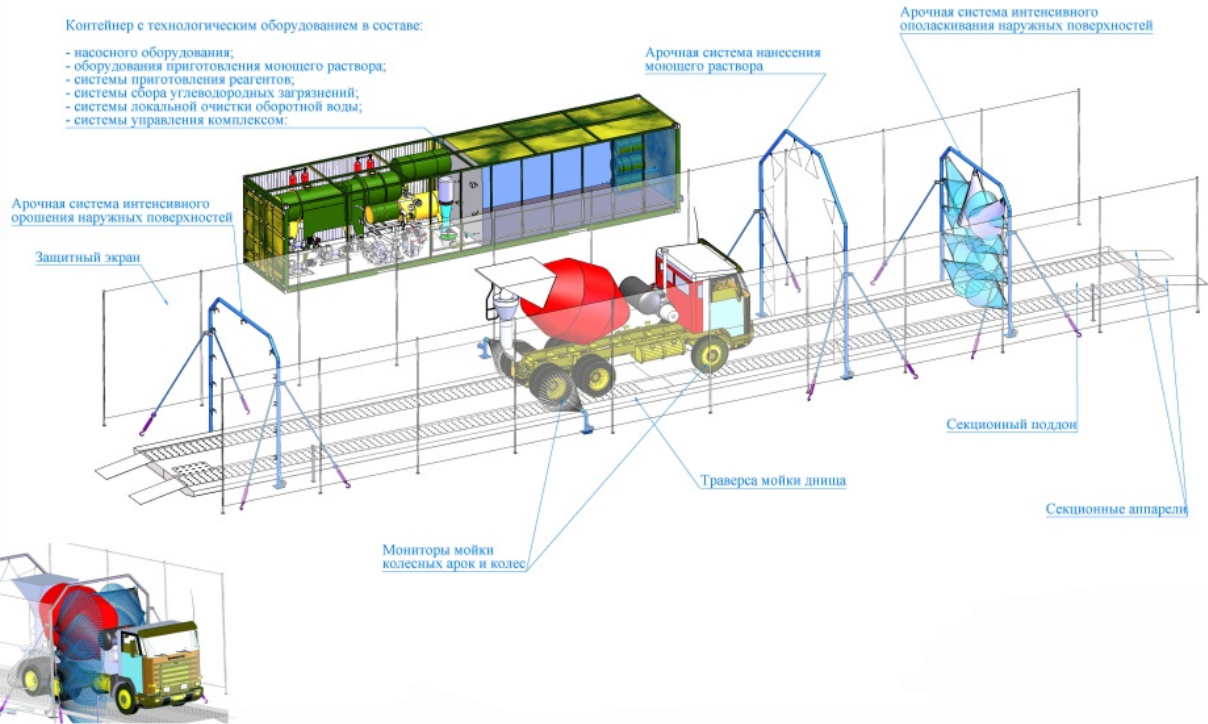 Контейнер с технологическим оборудованием в составе:
- насосного оборудования;
- оборудования приготовления моющего раствора;
- системы приготовления реагентов;
- системы сбора углеводородных загрязнений;
- системы локальной очистки оборотной воды;
- системы управления комплексом:
Арочная система интенсивного
ополаскивания наружных поверхностей
Арочная система нанесения
моющего раствора
Арочная система интенсивного
орошения наружных поверхностей
Защитный экран
Секционный поддон
Траверса мойки днища
Секционные аппарели
Мониторы мойки
колесных арок и колес